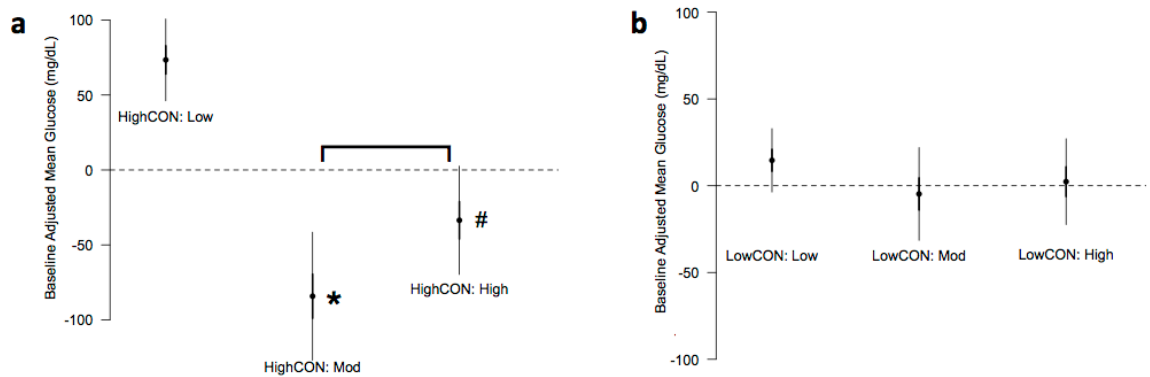 a
Baseline Adjusted Mean Glucose (mg/dL)
100
50
0
-50
-100
HighCON: Low
*
HighCON: Mod
#
HighCON: High
b
Baseline Adjusted Mean Glucose (mg/dL)
100
50
0
-50
-100
LowCON: Low
LowCON: Mod
LowCON: High